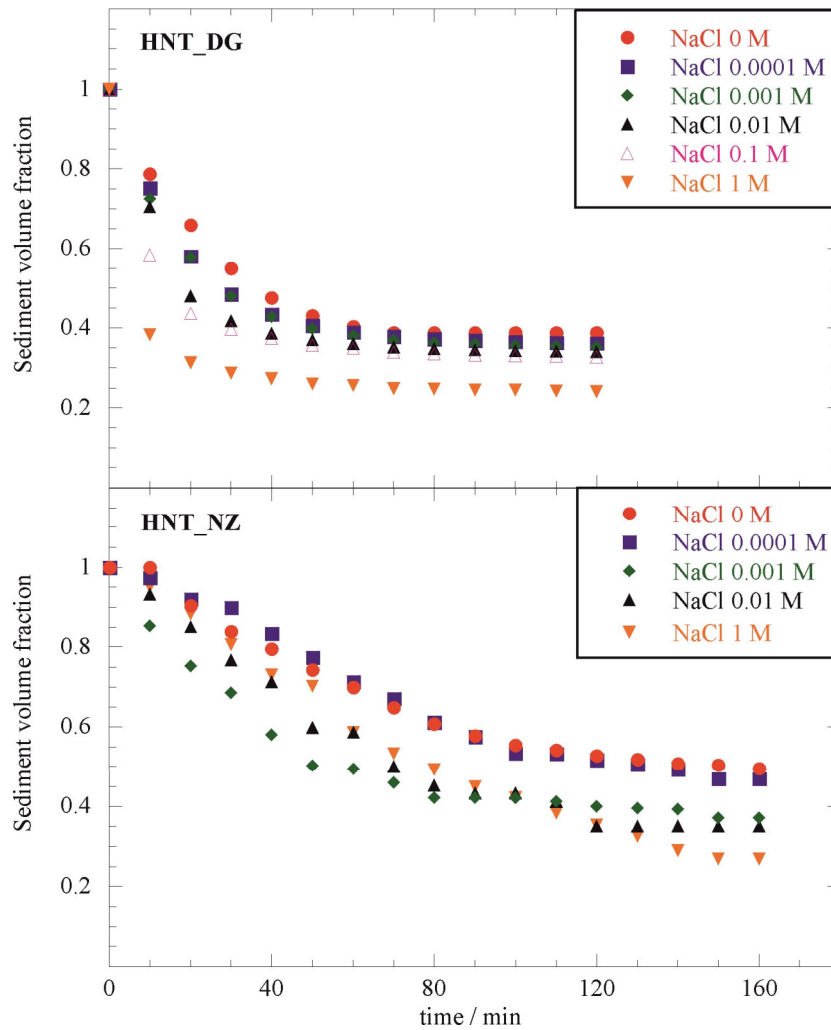 HNT_DG
NaCl 0 M
NaCl 0.0001 M
NaCl 0.001 M
NaCl 0.01 M
NaCl 0.1 M
NaCl 1 M
Sediment volume fraction
1
0.8
0.6
0.4
0.2
HNT_NZ
NaCl 0 M
NaCl 0.0001 M
NaCl 0.001 M
NaCl 0.01 M
NaCl 1 M
Sediment volume fraction
1
0.8
0.6
0.4
0.2
0 40 80 120 160
time / min